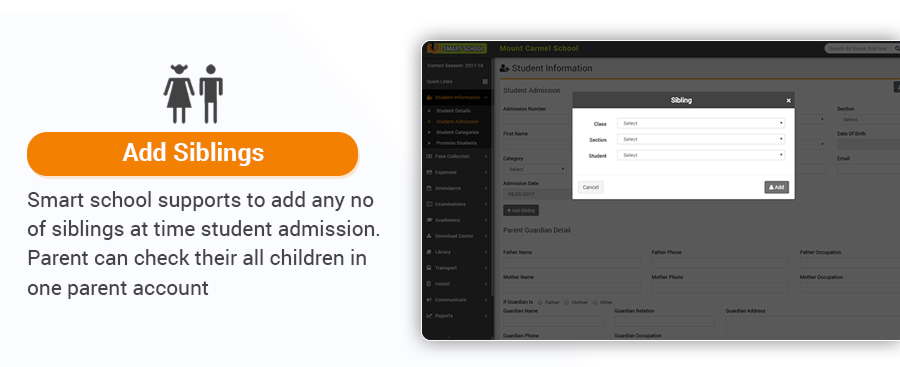 Add Siblings
Smart school supports to add any no
of siblings at time student admission.
Parent can check their all children in
one parent account
SMART SCHOOL
Mount Carmel School
Current Session: 2017-18
Quick Links
Student Information
Student Details
Student Admission
Student Categories
Promote Students
Fees Collection
Expenses
Attendance
Examinations
Academics
Download Center
Library
Transport
Hostel
Communicate
Reports
Student Information
Student Admission
Admission Number
Section
Select
First Name
Date Of Birth
Category
Select
Email
Admission Date
08/25/2017
+ Add Sibling
Sibling
×
Class Select
Section Select
Student Select
Cancel
Add
Parent Guardian Detail
Father Name Father Phone Father Occupation
Mother Name Mother Phone Mother Occupation
If Guardian Is Father Mother Other
Guardian Name Guardian Relation Guardian Address
Guardian Phone Guardian Occupation